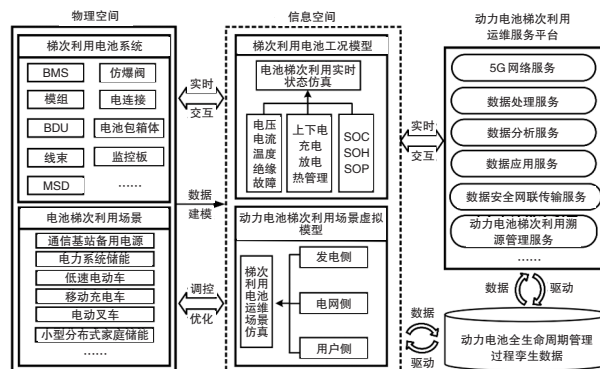 物理空间
梯次利用电池系统
BMS
仿爆阀
模组
电连接
BDU
电池包箱体
线束
监控板
MSD
……
电池梯次利用场景
通信基站备用电源
电力系统储能
低速电动车
移动充电车
电动叉车
小型分布式家庭储能
……
实时
交互
数据
建模
调控
优化
信息空间
梯次利用电池工况模型
电池梯次利用实时
状态仿真
电压
电流
温度
绝缘
故障
上下电
充电
放电
热管理
SOC
SOH
SOP
动力电池梯次利用场景虚拟
模型
梯次
利用
电池
运维
场景
仿真
发电侧
电网侧
用户侧
实时
交互
动力电池梯次利用
运维服务平台
5G 网络服务
数据处理服务
数据分析服务
数据应用服务
数据安全网联传输服务
动力电池梯次利用溯
源管理服务
……
数据
驱动
数据
驱动
动力电池全生命周期管理
过程孪生数据